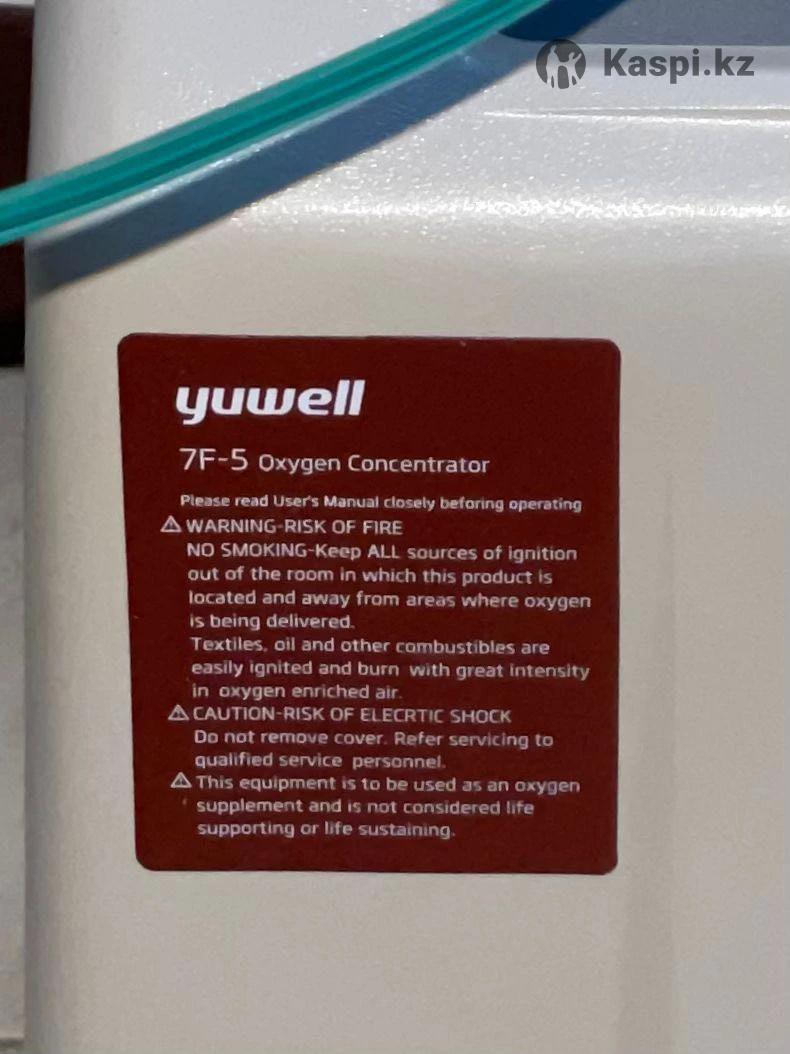 Kaspi.kz
yuwell
7F-5 Oxygen Concentrator
Please read User's Manual closely beforing operating
WARNING-RISK OF FIRE
NO SMOKING-Keep ALL sources of ignition
out of the room in which this product is
located and away from areas where oxygen
is being delivered.
Textiles, oil and other combustibles are
easily ignited and burn with great intensity
in oxygen enriched air.
CAUTION-RISK OF ELECRTIC SHOCK
Do not remove cover. Refer servicing to
qualified service personnel.
This equipment is to be used as an oxygen
supplement and is not considered life
supporting or life sustaining.